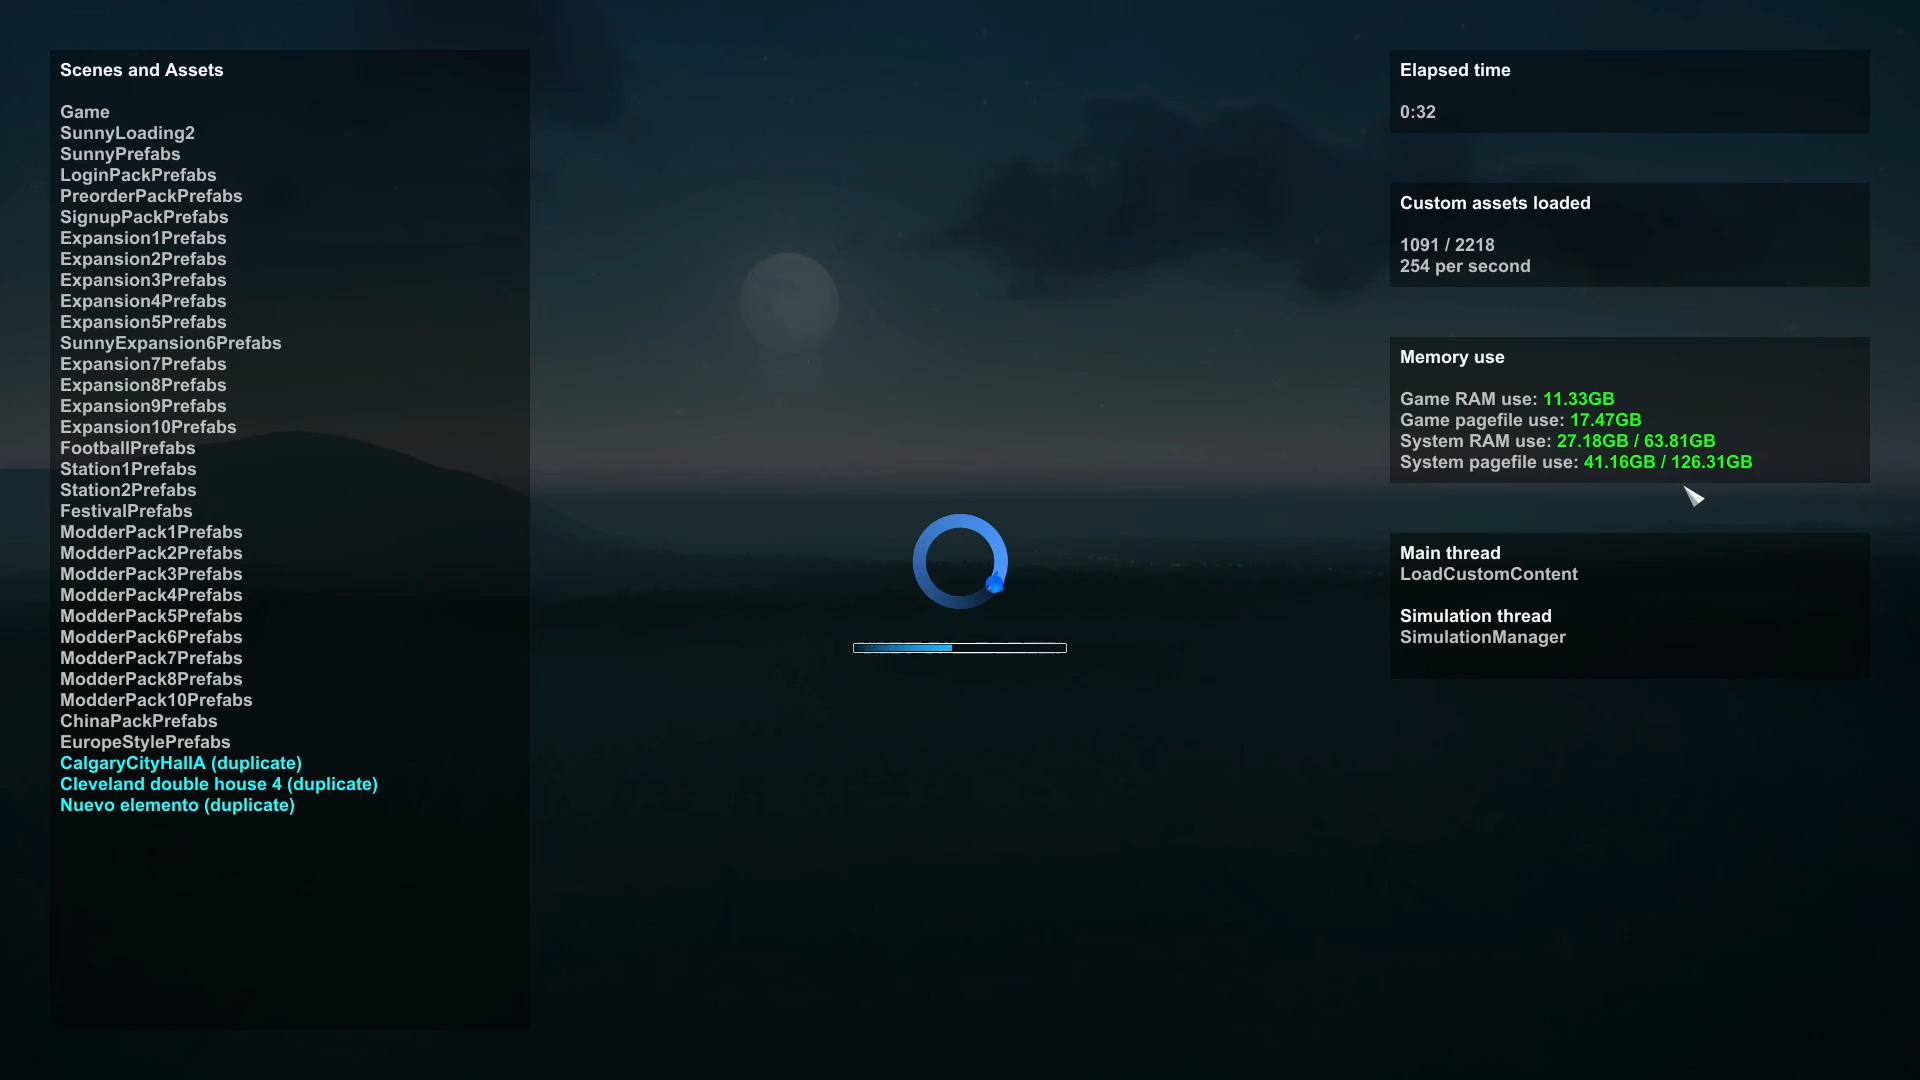 Scenes and Assets
Game
SunnyLoading2
SunnyPrefabs
LoginPackPrefabs
PreorderPackPrefabs
SignupPackPrefabs
Expansion1Prefabs
Expansion2Prefabs
Expansion3Prefabs
Expansion4Prefabs
Expansion5Prefabs
SunnyExpansion6Prefabs
Expansion7Prefabs
Expansion8Prefabs
Expansion9Prefabs
Expansion10Prefabs
FootballPrefabs
Station1Prefabs
Station2Prefabs
FestivalPrefabs
ModderPack1Prefabs
ModderPack2Prefabs
ModderPack3Prefabs
ModderPack4Prefabs
ModderPack5Prefabs
ModderPack6Prefabs
ModderPack7Prefabs
ModderPack8Prefabs
ModderPack10Prefabs
ChinaPackPrefabs
EuropeStylePrefabs
CalgaryCityHallA (duplicate)
Cleveland double house 4 (duplicate)
Nuevo elemento (duplicate)
Elapsed time
0:32
Custom assets loaded
1091 / 2218
254 per second
Memory use
Game RAM use: 11.33GB
Game pagefile use: 17.47GB
System RAM use: 27.18GB / 63.81GB
System pagefile use: 41.16GB / 126.31GB
Main thread
LoadCustomContent
Simulation thread
SimulationManager